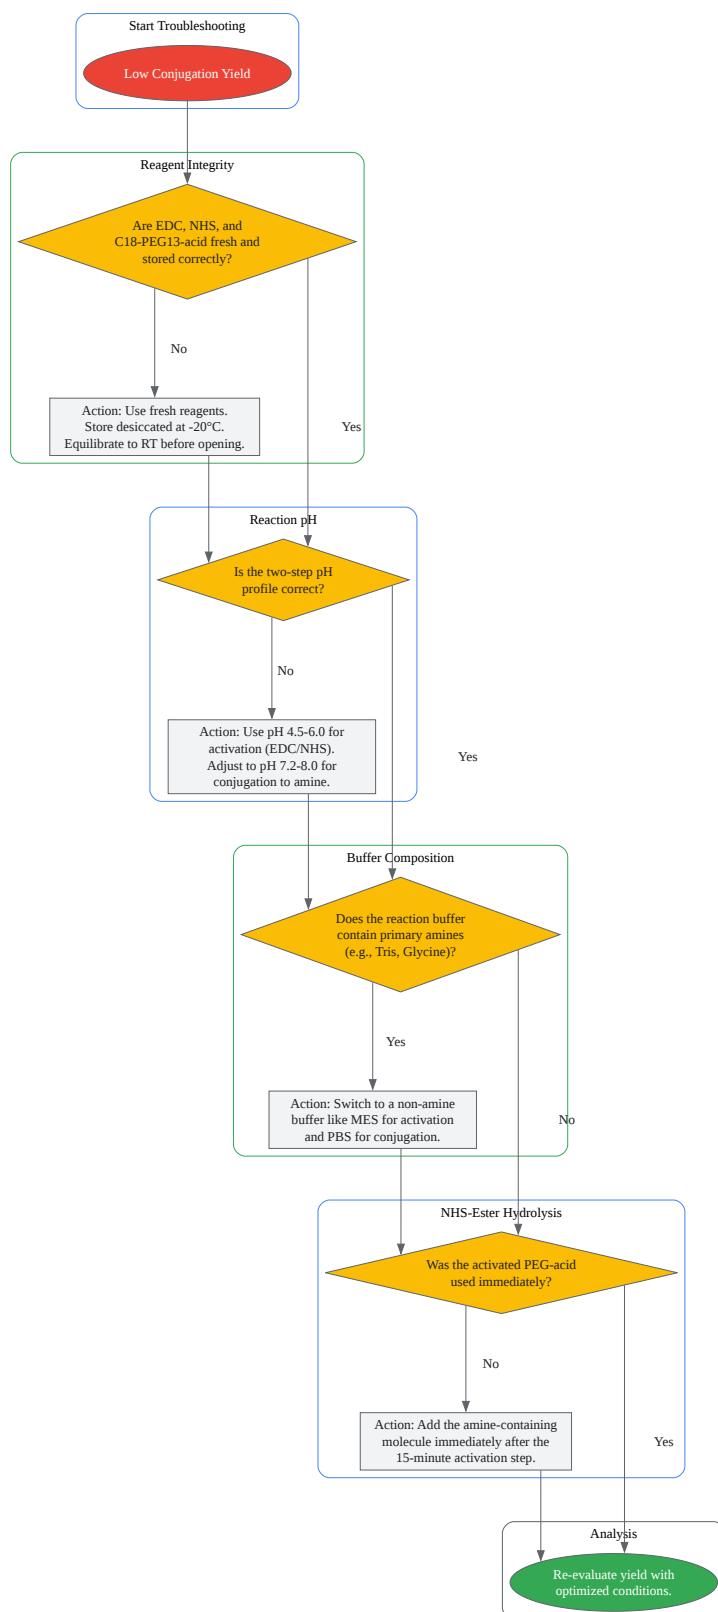 Start Troubleshooting
Low Conjugation Yield
Reagent Integrity
Are EDC, NHS, and
C18-PEG13-acid fresh and
stored correctly?
No
Action: Use fresh reagents.
Store desiccated at -20°C.
Equilibrate to RT before opening.
Yes
Reaction pH
Is the two-step pH
profile correct?
No
Action: Use pH 4.5-6.0 for
activation (EDC/NHS).
Adjust to pH 7.2-8.0 for
conjugation to amine.
Yes
Buffer Composition
Does the reaction buffer
contain primary amines
(e.g., Tris, Glycine)?
Yes
Action: Switch to a non-amine
buffer like MES for activation
and PBS for conjugation.
No
NHS-Ester Hydrolysis
Was the activated PEG-acid
used immediately?
No
Action: Add the amine-containing
molecule immediately after the
15-minute activation step.
Yes
Analysis
Re-evaluate yield with
optimized conditions.